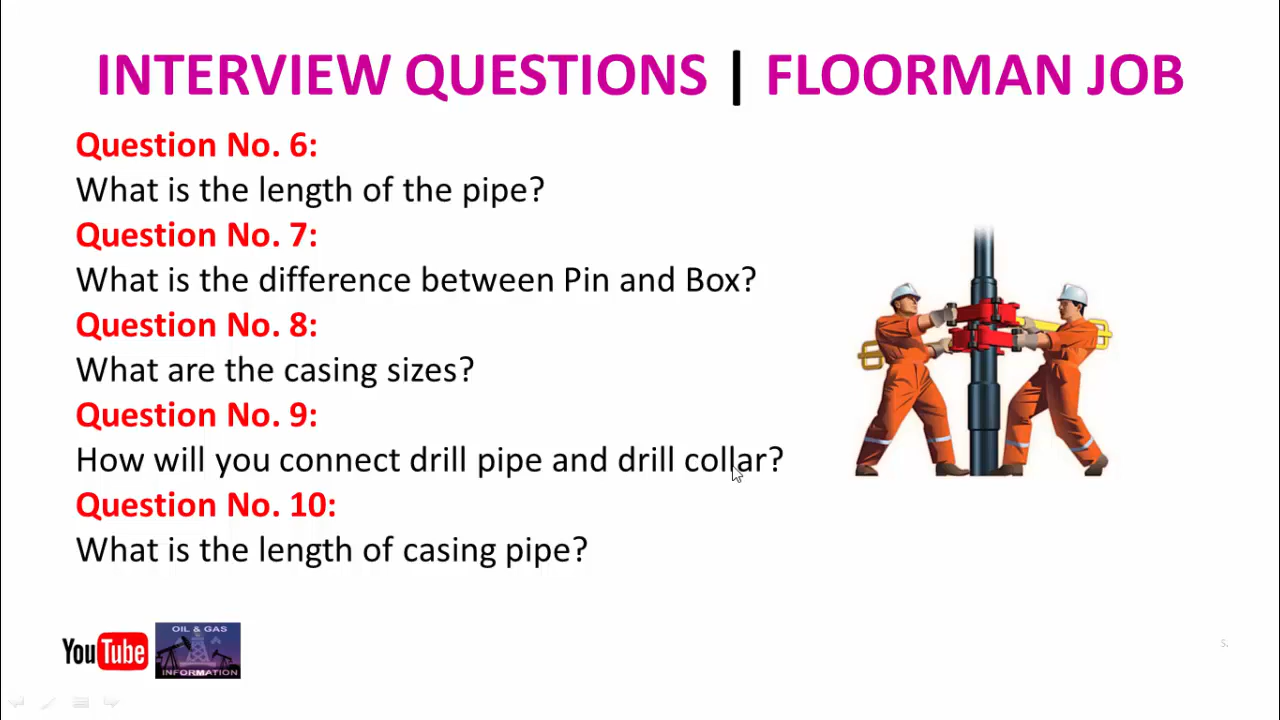 INTERVIEW QUESTIONS | FLOORMAN JOB
Question No. 6:
What is the length of the pipe?
Question No. 7:
What is the difference between Pin and Box?
Question No. 8:
What are the casing sizes?
Question No. 9:
How will you connect drill pipe and drill collar?
Question No. 10:
What is the length of casing pipe?
YouTube
OIL & GAS
INFORMATION
5.